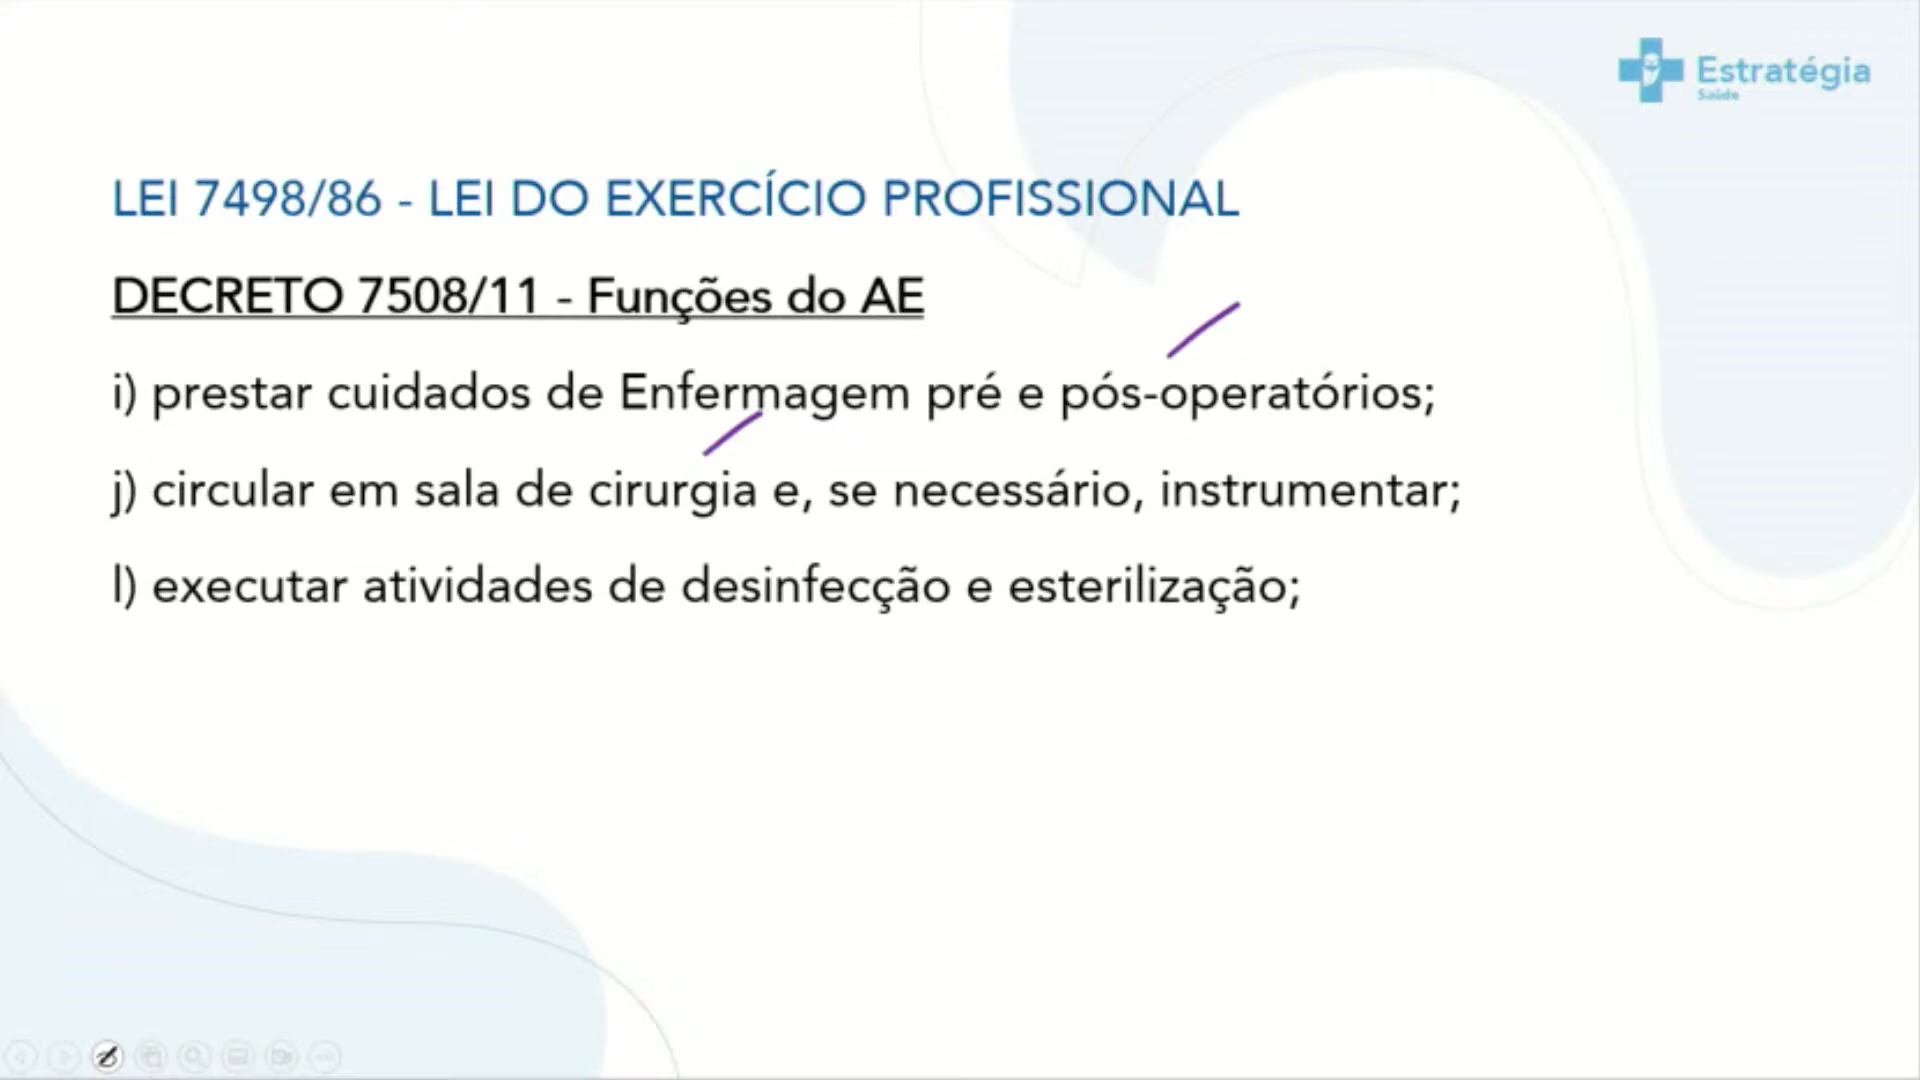 Estratégia
Saúde
LEI 7498/86 - LEI DO EXERCÍCIO PROFISSIONAL
DECRETO 7508/11 - Funções do AE
i) prestar cuidados de Enfermagem pré e pós-operatórios;
j) circular em sala de cirurgia e, se necessário, instrumentar;
l) executar atividades de desinfecção e esterilização;